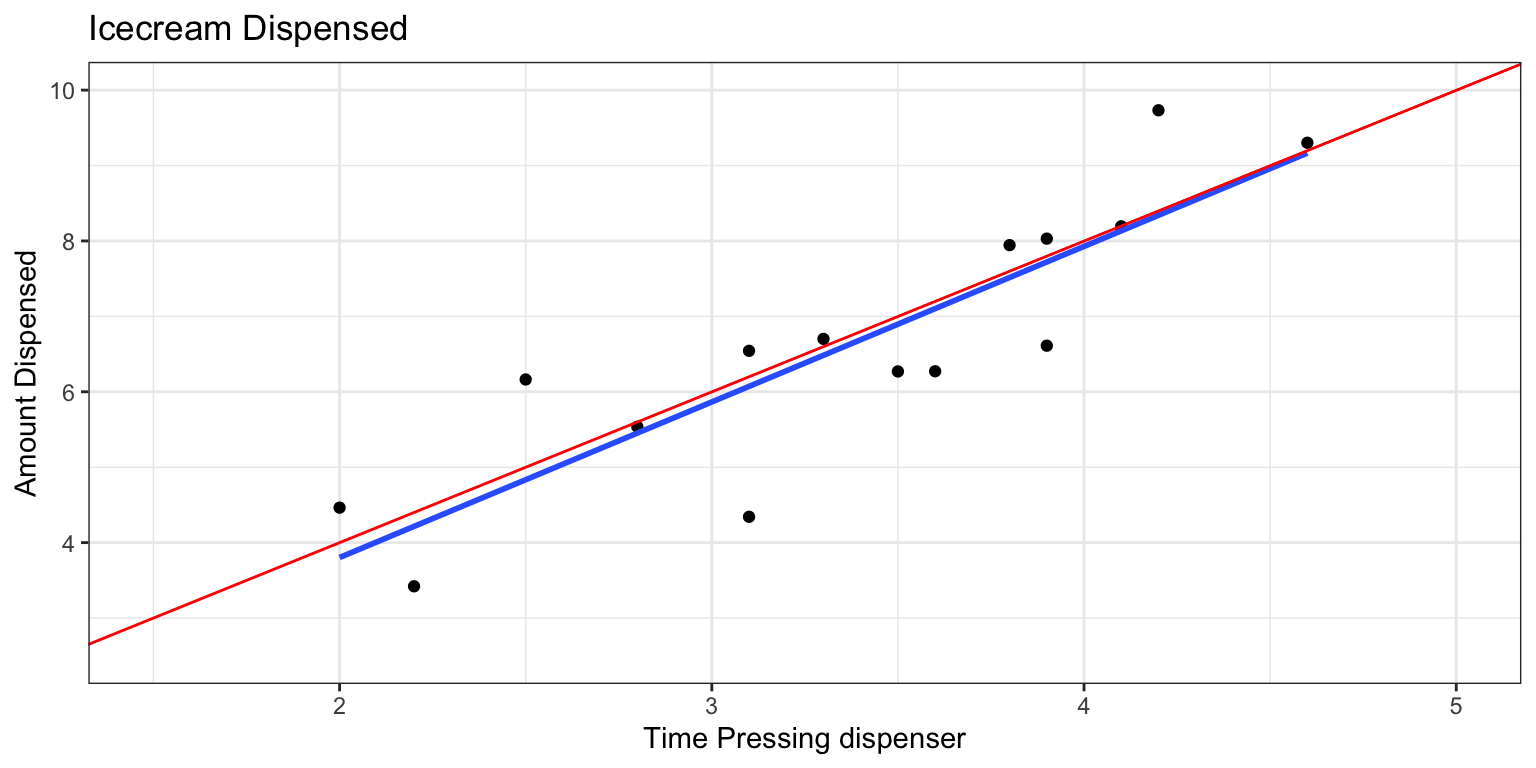 Icecream Dispensed
10
8
6
4
Amount Dispensed
2 3 4 5
Time Pressing dispenser